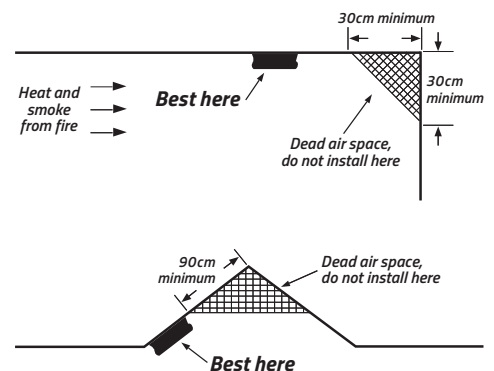 30cm minimum
Heat and
smoke
from fire
Best here
30cm
minimum
Dead air space,
do not install here
90cm
minimum
Dead air space,
do not install here
Best here